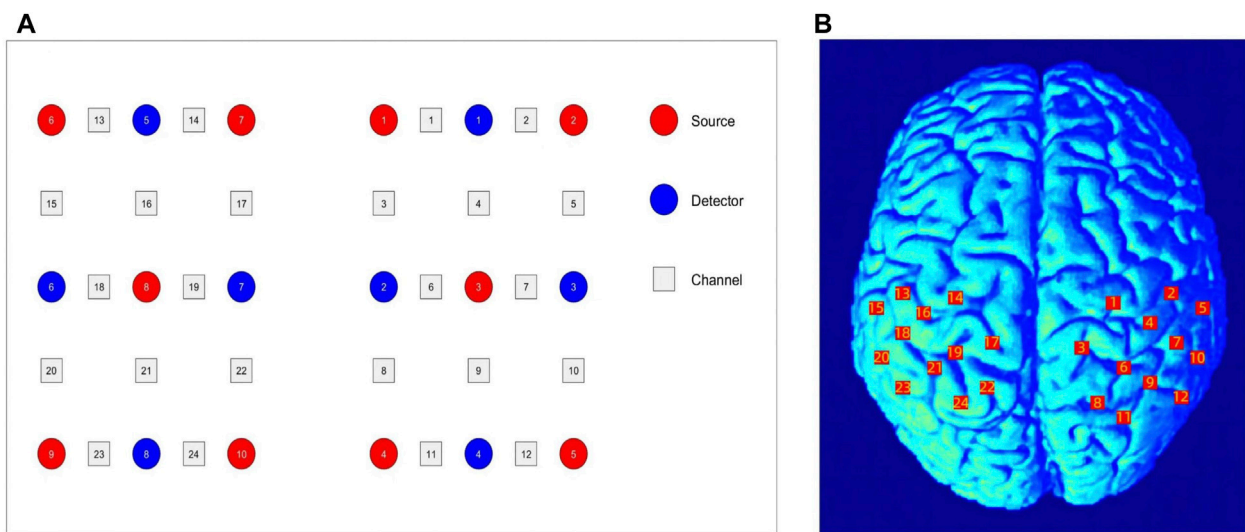 A
B
6 13 5 14 7 1 1 1 2 2 Source
15 16 17 3 4 5 Detector
6 18 8 19 7 2 6 3 7 3 Channel
20 21 22 8 9 10
9 23 8 24 10 4 11 4 12 5
13 14 1 2
15 16 4 5
18 17 3 7
20 19 6 10
21 9
23 22 8 12
24 11